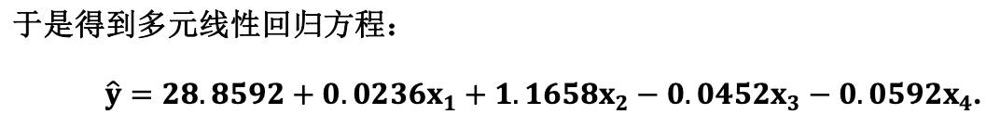 于是得到多元线性回归方程：
ŷ = 28.8592 + 0.0236x₁ + 1.1658x₂ − 0.0452x₃ − 0.0592x₄.